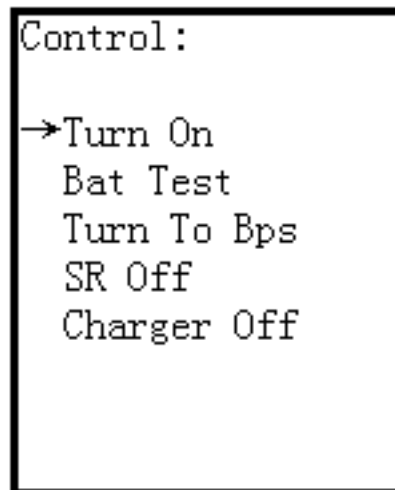 Control:
→Turn On
Bat Test
Turn To Bps
SR Off
Charger Off